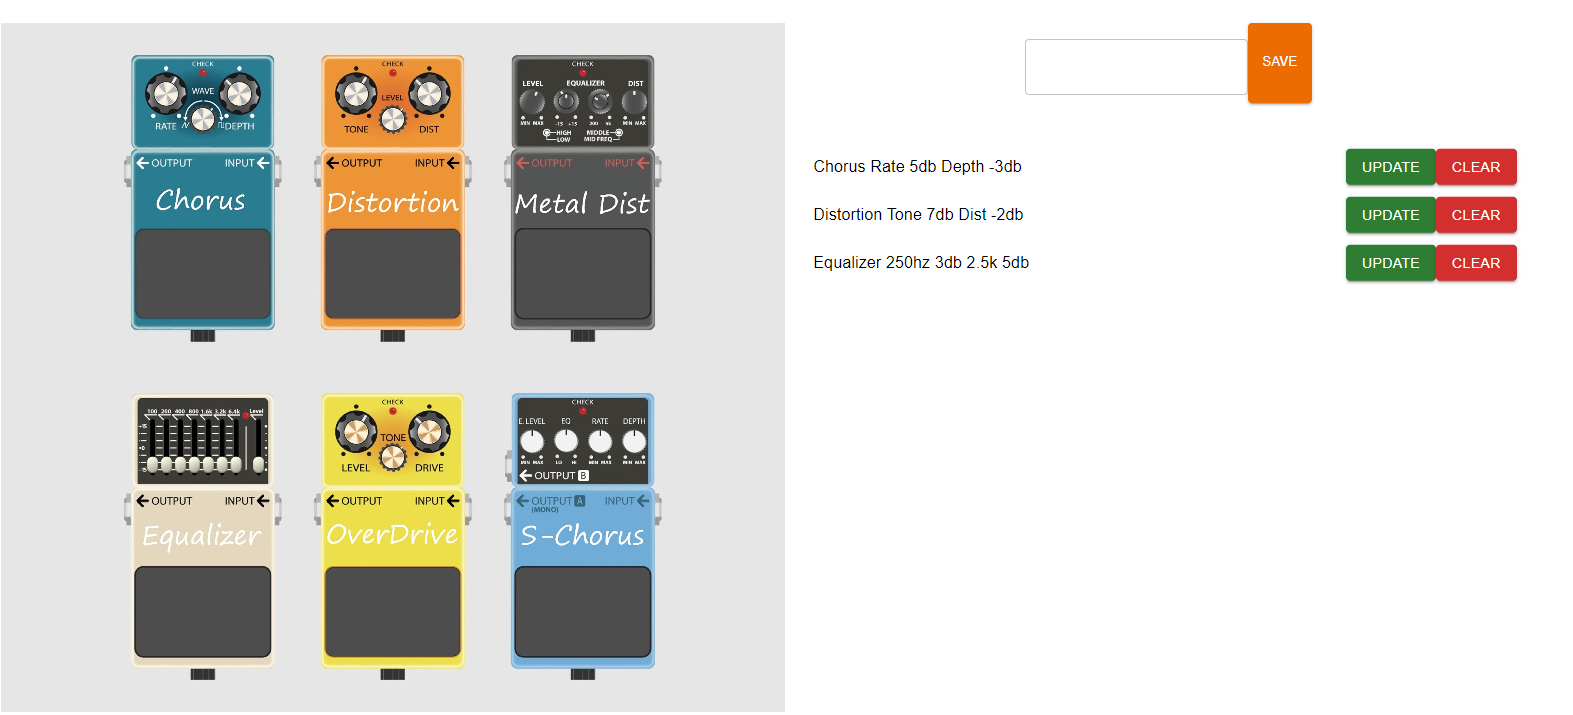 CHECK
WAVE
RATE
DEPTH
OUTPUT INPUT
Chorus
CHECK
LEVEL
TONE DIST
OUTPUT INPUT
Distortion
CHECK
LEVEL EQUALIZER DIST
MIN MAX -15 +15 200 5k MIN MAX
HIGH MIDDLE
LOW MID FREQ
OUTPUT INPUT
Metal Dist
100 200 400 800 1.6k 3.2k 6.4k Level
OUTPUT INPUT
Equalizer
CHECK
TONE
LEVEL DRIVE
OUTPUT INPUT
OverDrive
CHECK
E. LEVEL EQ RATE DEPTH
MIN MAX LO HI MIN MAX MIN MAX
OUTPUT B
OUTPUT A INPUT
(MONO)
S-Chorus
SAVE
Chorus Rate 5db Depth -3db UPDATE CLEAR
Distortion Tone 7db Dist -2db UPDATE CLEAR
Equalizer 250hz 3db 2.5k 5db UPDATE CLEAR